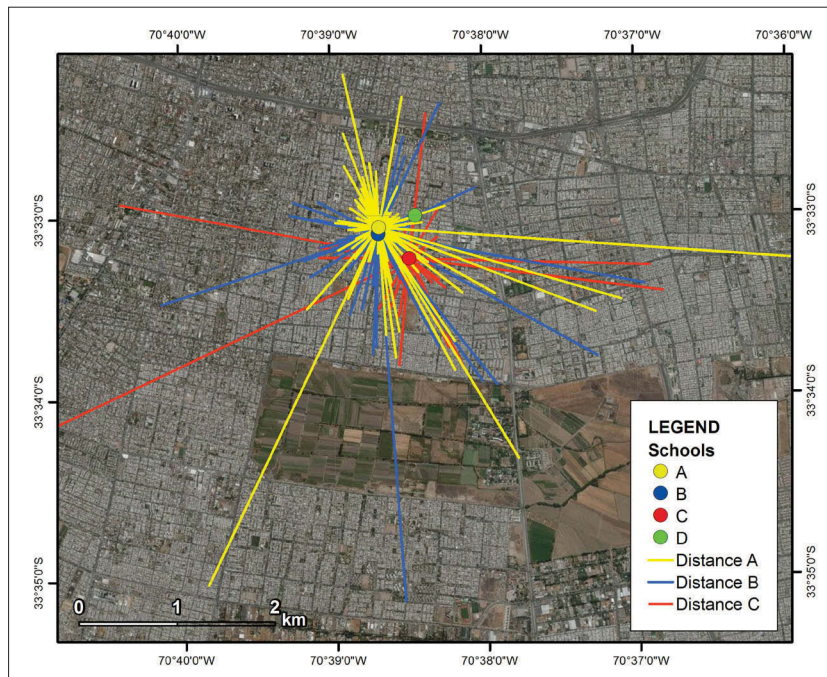 70°40'0"W 70°39'0"W 70°38'0"W 70°37'0"W 70°36'0"W
33°33'0"S 33°33'0"S
33°34'0"S 33°34'0"S
LEGEND
Schools
A
B
C
D
Distance A
Distance B
Distance C
33°35'0"S 33°35'0"S
0 1 2
km
70°40'0"W 70°39'0"W 70°38'0"W 70°37'0"W